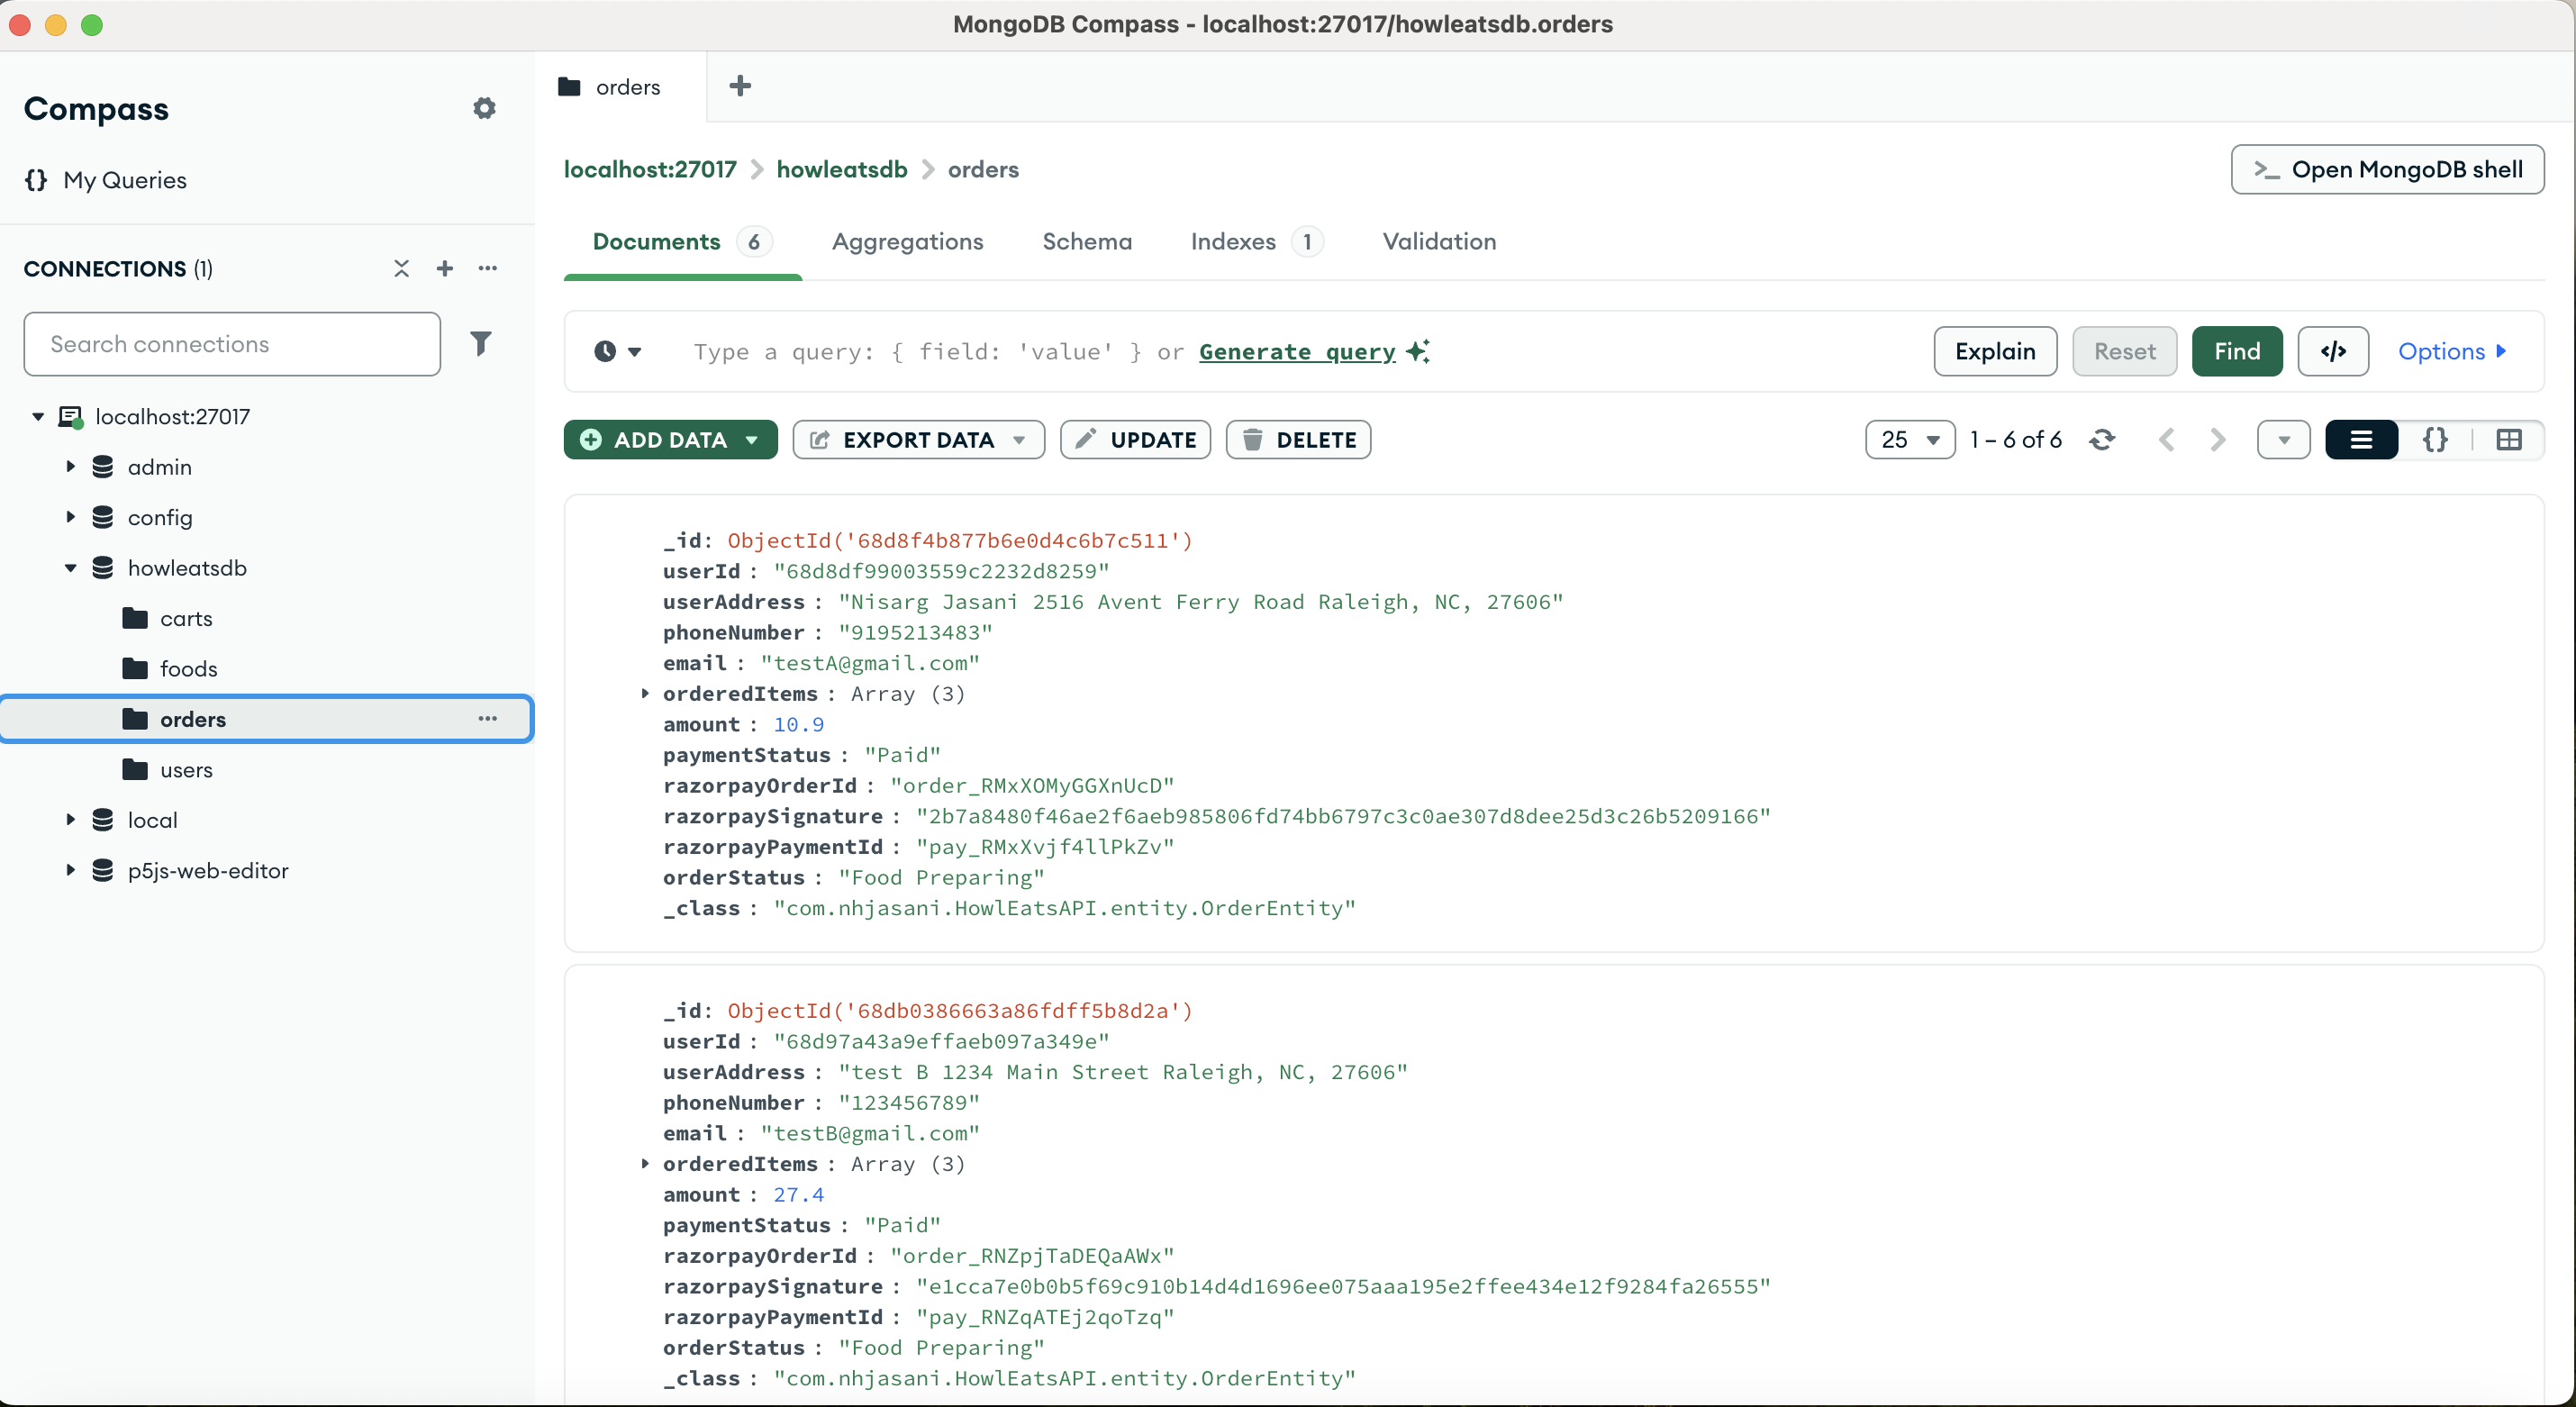 MongoDB Compass - localhost:27017/howleatsdb.orders
Compass
My Queries
CONNECTIONS (1)
Search connections
localhost:27017
admin
config
howleatsdb
carts
foods
orders
users
local
p5js-web-editor
orders
localhost:27017 > howleatsdb > orders
>_ Open MongoDB shell
Documents 6 Aggregations Schema Indexes 1 Validation
Type a query: { field: 'value' } or Generate query
Explain Reset Find </> Options
ADD DATA EXPORT DATA UPDATE DELETE
25 1 – 6 of 6 {}
_id: ObjectId('68d8f4b877b6e0d4c6b7c511')
userId : "68d8df99003559c2232d8259"
userAddress : "Nisarg Jasani 2516 Avent Ferry Road Raleigh, NC, 27606"
phoneNumber : "9195213483"
email : "testA@gmail.com"
orderedItems : Array (3)
amount : 10.9
paymentStatus : "Paid"
razorpayOrderId : "order_RMxXOMyGGXnUcD"
razorpaySignature : "2b7a8480f46ae2f6aeb985806fd74bb6797c3c0ae307d8dee25d3c26b5209166"
razorpayPaymentId : "pay_RMxXvjf4llPkZv"
orderStatus : "Food Preparing"
_class : "com.nhjasani.HowlEatsAPI.entity.OrderEntity"
_id: ObjectId('68db0386663a86fdff5b8d2a')
userId : "68d97a43a9effaeb097a349e"
userAddress : "test B 1234 Main Street Raleigh, NC, 27606"
phoneNumber : "123456789"
email : "testB@gmail.com"
orderedItems : Array (3)
amount : 27.4
paymentStatus : "Paid"
razorpayOrderId : "order_RNZpjTaDEQaAWx"
razorpaySignature : "e1cca7e0b0b5f69c910b14d4d1696ee075aaa195e2ffee434e12f9284fa26555"
razorpayPaymentId : "pay_RNZqATEj2qoTzq"
orderStatus : "Food Preparing"
_class : "com.nhjasani.HowlEatsAPI.entity.OrderEntity"